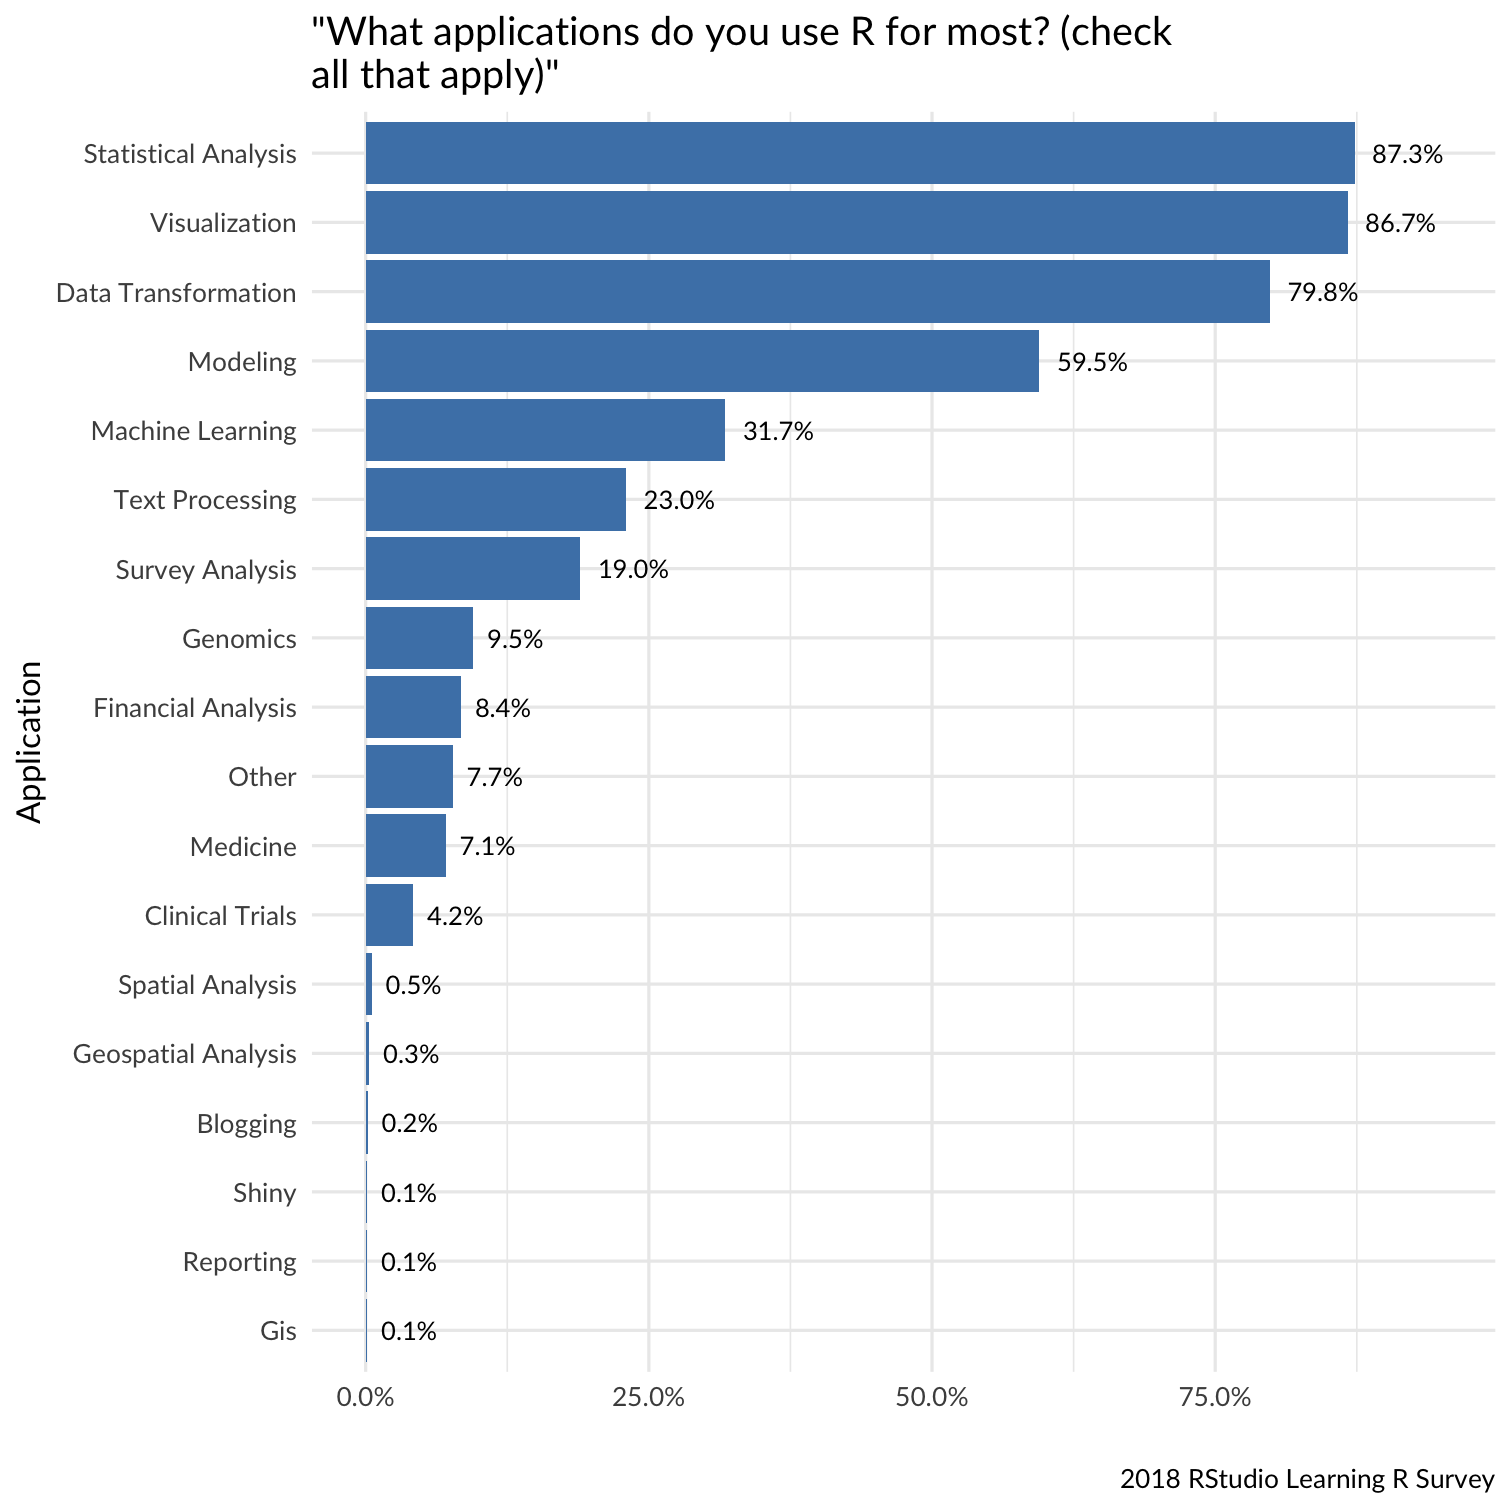 "What applications do you use R for most? (check
all that apply)"
Application
Statistical Analysis 87.3%
Visualization 86.7%
Data Transformation 79.8%
Modeling 59.5%
Machine Learning 31.7%
Text Processing 23.0%
Survey Analysis 19.0%
Genomics 9.5%
Financial Analysis 8.4%
Other 7.7%
Medicine 7.1%
Clinical Trials 4.2%
Spatial Analysis 0.5%
Geospatial Analysis 0.3%
Blogging 0.2%
Shiny 0.1%
Reporting 0.1%
Gis 0.1%
0.0% 25.0% 50.0% 75.0%
2018 RStudio Learning R Survey